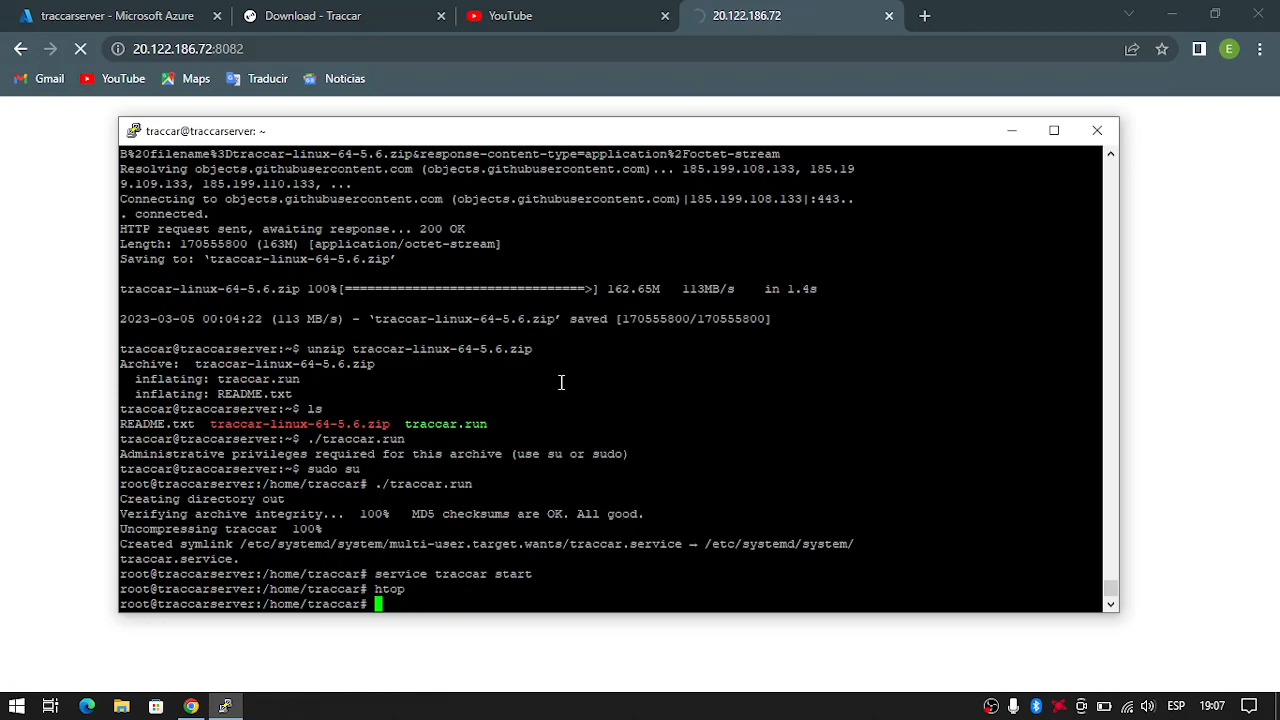 traccarserver - Microsoft Azure
Download - Traccar
YouTube
20.122.186.72
20.122.186.72:8082
E
Gmail
YouTube
Maps
Traducir
Noticias
traccar@traccarserver: ~
B%20filename%3Dtraccar-linux-64-5.6.zip&response-content-type=application%2Foctet-stream
Resolving objects.githubusercontent.com (objects.githubusercontent.com)... 185.199.108.133, 185.19
9.109.133, 185.199.110.133, ...
Connecting to objects.githubusercontent.com (objects.githubusercontent.com)|185.199.108.133|:443..
. connected.
HTTP request sent, awaiting response... 200 OK
Length: 170555800 (163M) [application/octet-stream]
Saving to: ‘traccar-linux-64-5.6.zip’
traccar-linux-64-5.6.zip 100%[================================>] 162.65M 113MB/s in 1.4s
2023-03-05 00:04:22 (113 MB/s) - ‘traccar-linux-64-5.6.zip’ saved [170555800/170555800]
traccar@traccarserver:~$ unzip traccar-linux-64-5.6.zip
Archive: traccar-linux-64-5.6.zip
inflating: traccar.run
inflating: README.txt
traccar@traccarserver:~$ ls
README.txt traccar-linux-64-5.6.zip traccar.run
traccar@traccarserver:~$ ./traccar.run
Administrative privileges required for this archive (use su or sudo)
traccar@traccarserver:~$ sudo su
root@traccarserver:/home/traccar# ./traccar.run
Creating directory out
Verifying archive integrity... 100% MD5 checksums are OK. All good.
Uncompressing traccar 100%
Created symlink /etc/systemd/system/multi-user.target.wants/traccar.service → /etc/systemd/system/
traccar.service.
root@traccarserver:/home/traccar# service traccar start
root@traccarserver:/home/traccar# htop
root@traccarserver:/home/traccar#
ESP
19:07